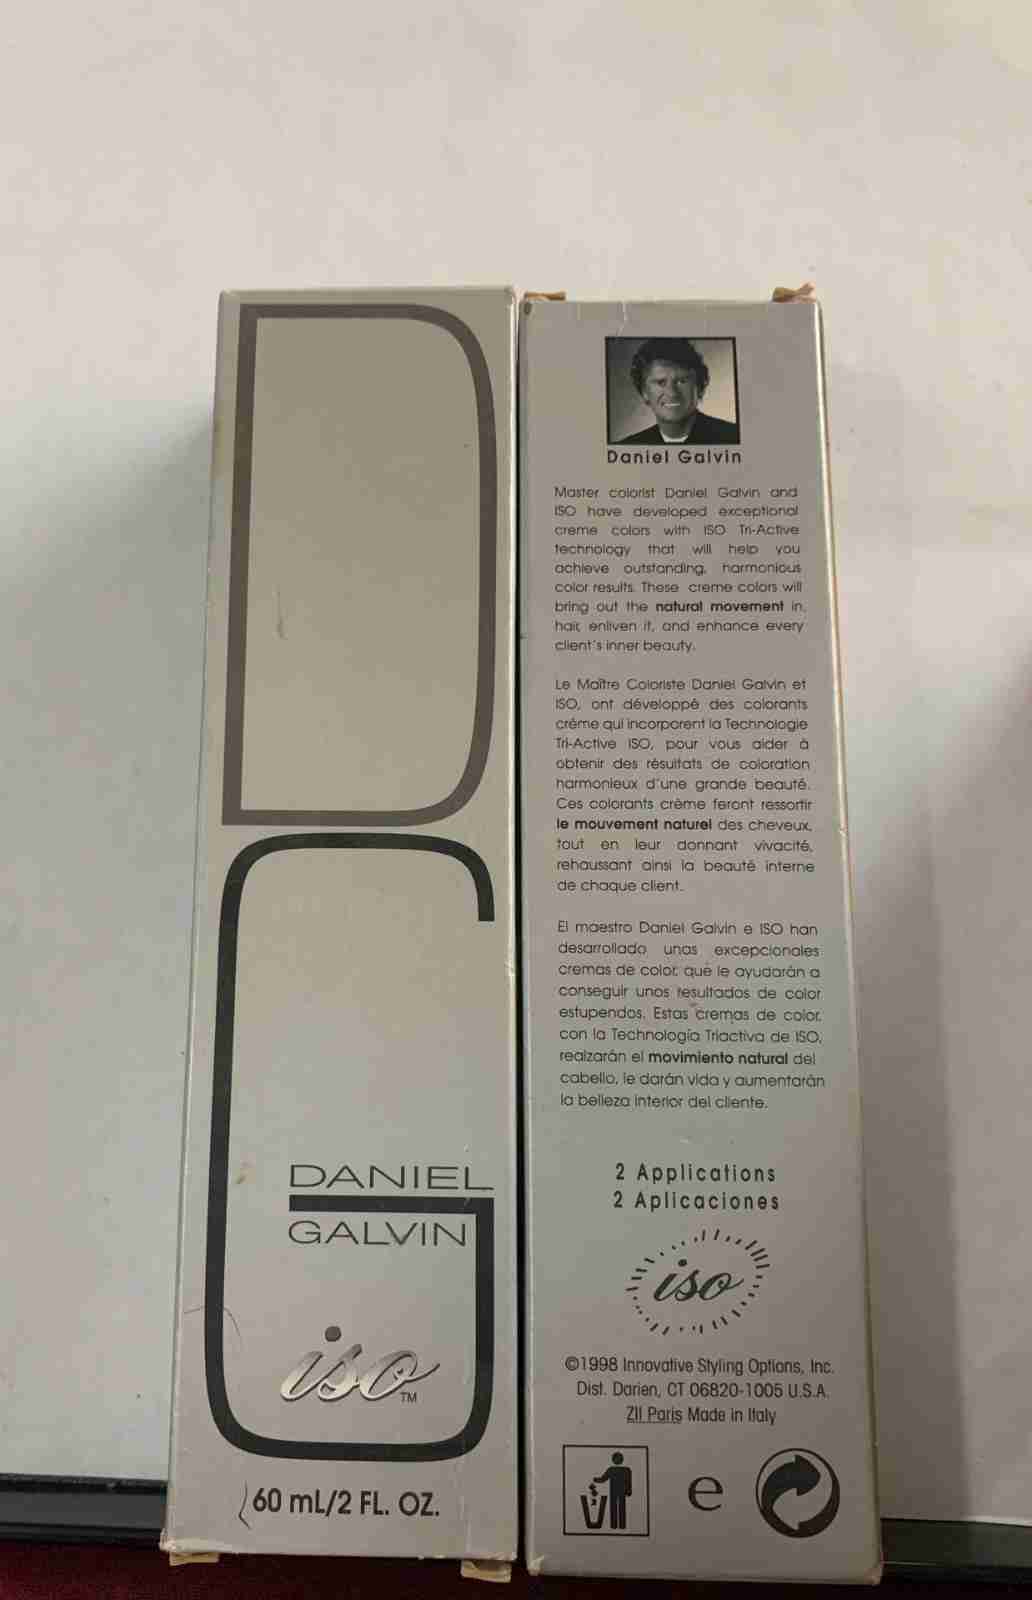 DANIEL
GALVIN
iso™
60 mL/2 FL. OZ.
Daniel Galvin
Master colorist Daniel Galvin and
ISO have developed exceptional
creme colors with ISO Tri-Active
technology that will help you
achieve outstanding, harmonious
color results. These creme colors will
bring out the natural movement in
hair, enliven it, and enhance every
client's inner beauty.
Le Maître Coloriste Daniel Galvin et
ISO, ont développé des colorants
créme qui incorporent la Technologie
Tri-Active ISO, pour vous aider à
obtenir des résultats de coloration
harmonieux d'une grande beauté.
Ces colorants crème feront ressortir
le mouvement naturel des cheveux,
tout en leur donnant vivacité,
rehaussant ainsi la beauté interne
de chaque client.
El maestro Daniel Galvin e ISO han
desarrollado unas excepcionales
cremas de color, que le ayudarán a
conseguir unos resultados de color
estupendos. Estas cremas de color,
con la Technología Triactiva de ISO,
realzarán el movimiento natural del
cabello, le darán vida y aumentarán
la belleza interior del cliente.
2 Applications
2 Aplicaciones
iso
©1998 Innovative Styling Options, Inc.
Dist. Darien, CT 06820-1005 U.S.A.
ZII Paris Made in Italy
e